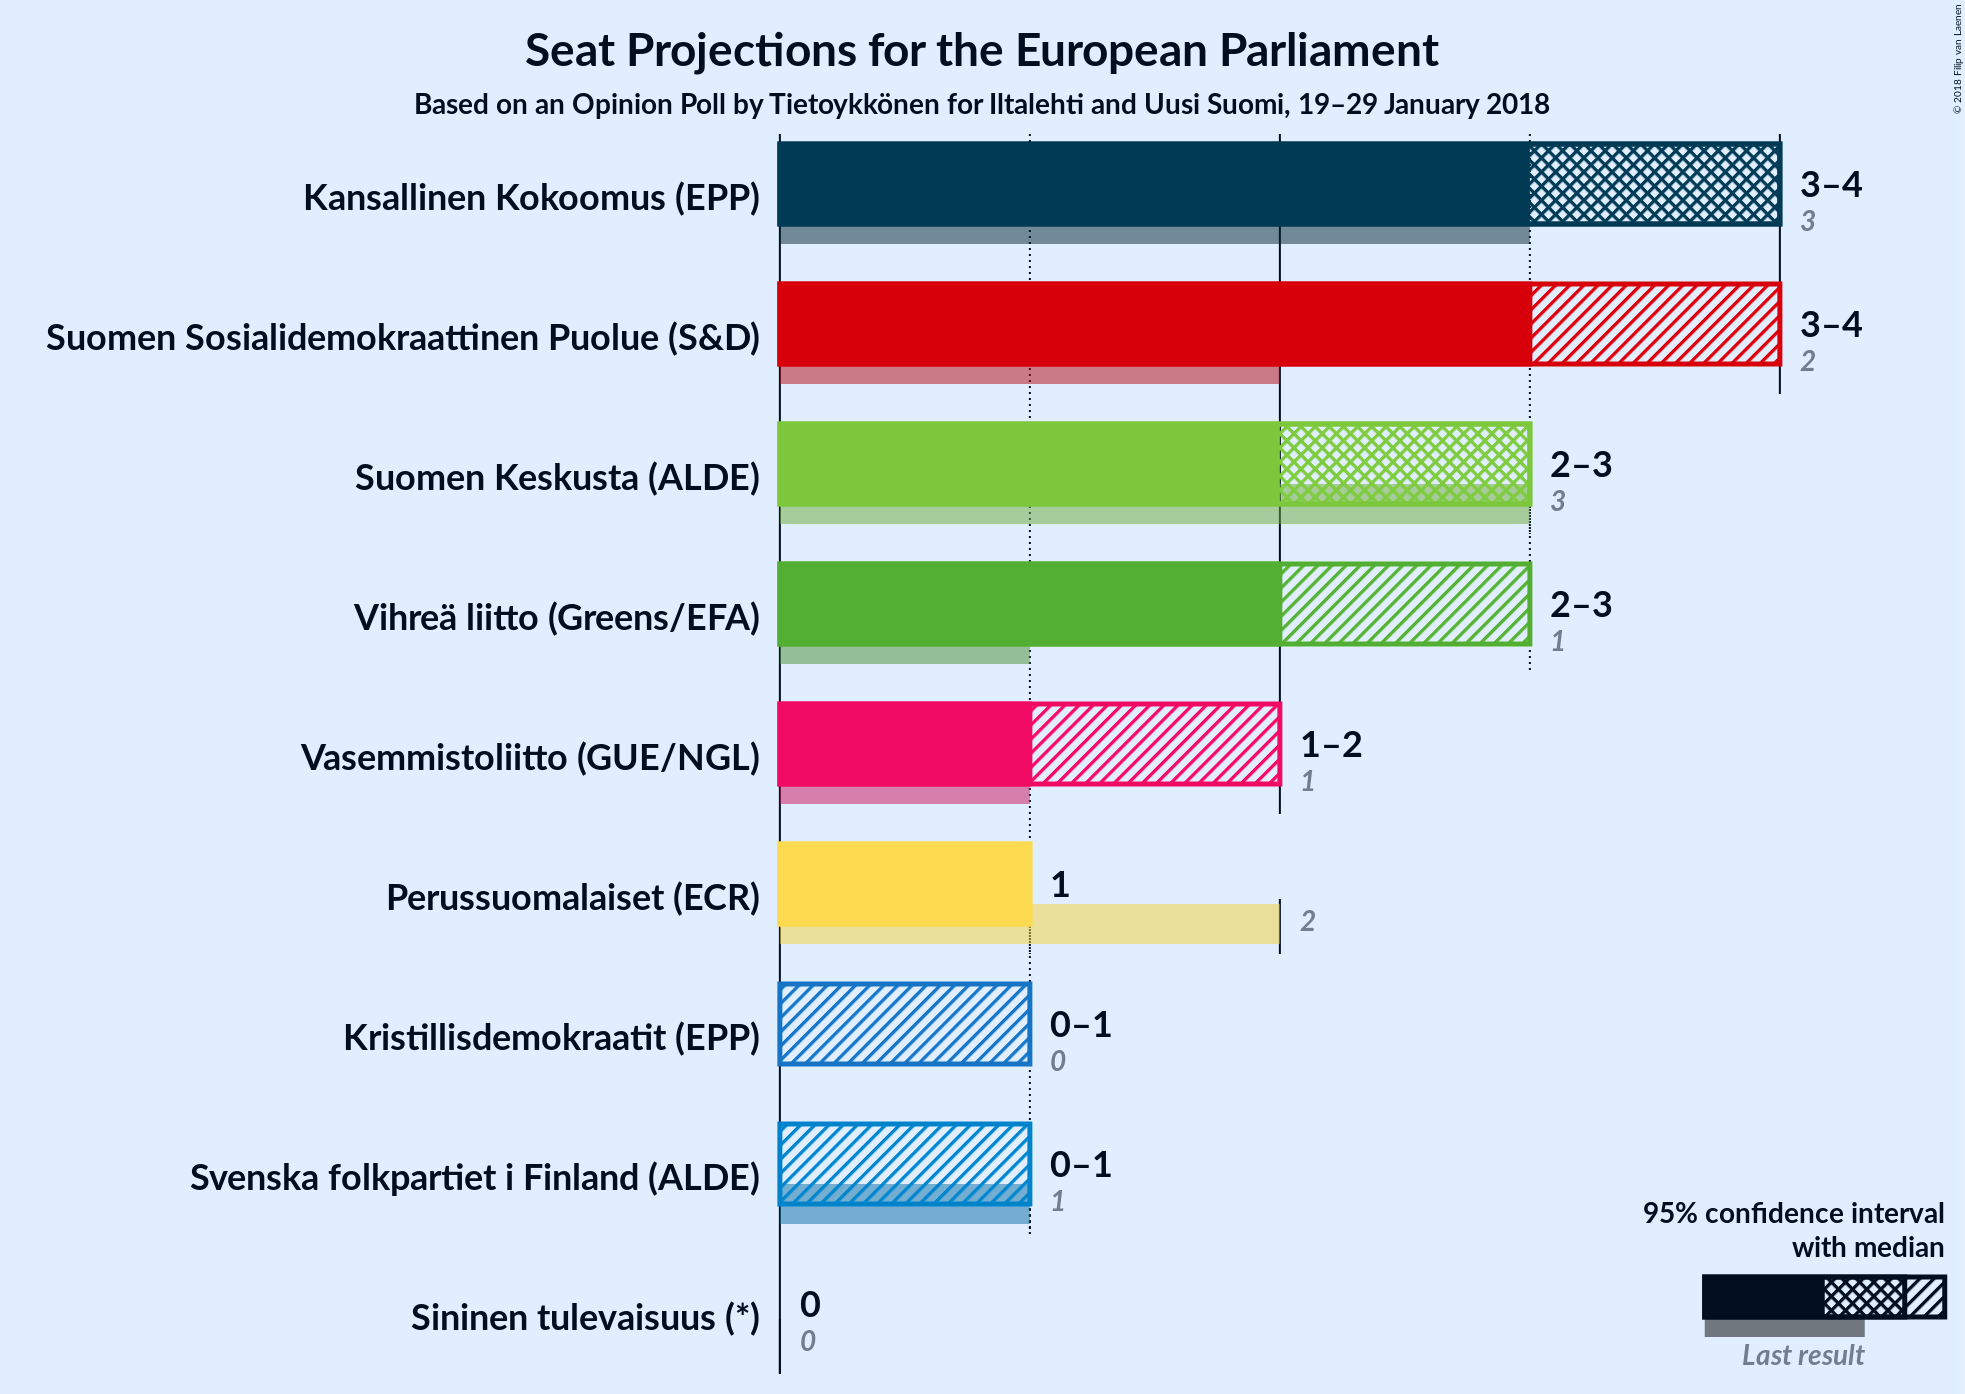 Seat Projections for the European Parliament
Based on an Opinion Poll by Tietoykkönen for Iltalehti and Uusi Suomi, 19–29 January 2018
© 2018 Filip van Laenen
Kansallinen Kokoomus (EPP)
3–4
3
Suomen Sosialidemokraattinen Puolue (S&D)
3–4
2
Suomen Keskusta (ALDE)
2–3
3
Vihreä liitto (Greens/EFA)
2–3
1
Vasemmistoliitto (GUE/NGL)
1–2
1
Perussuomalaiset (ECR)
1
2
Kristillisdemokraatit (EPP)
0–1
0
Svenska folkpartiet i Finland (ALDE)
0–1
1
Sininen tulevaisuus (*)
0
0
95% confidence interval
with median
Last result